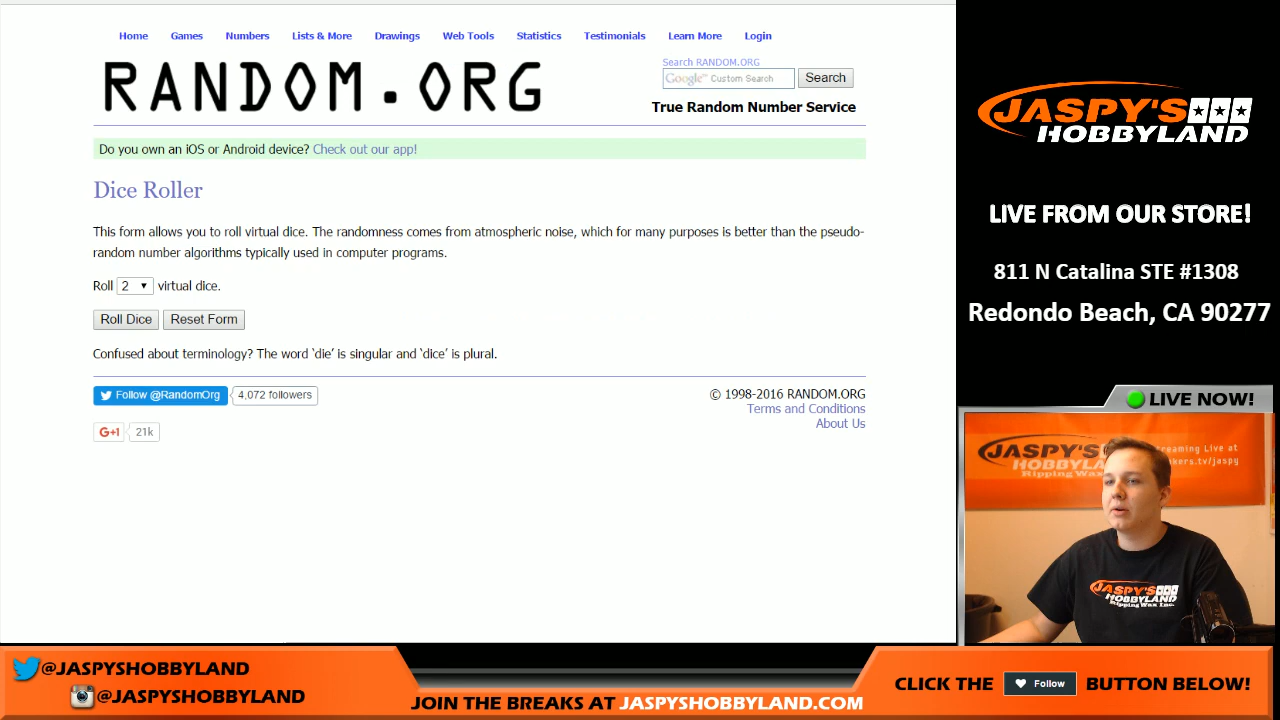 Home Games Numbers Lists & More Drawings Web Tools Statistics Testimonials Learn More Login
RANDOM.ORG
Search RANDOM.ORG
Google™ Custom Search Search
True Random Number Service
Do you own an iOS or Android device? Check out our app!
Dice Roller
This form allows you to roll virtual dice. The randomness comes from atmospheric noise, which for many purposes is better than the pseudo-
random number algorithms typically used in computer programs.
Roll 2 virtual dice.
Roll Dice Reset Form
Confused about terminology? The word ‘die’ is singular and ‘dice’ is plural.
Follow @RandomOrg 4,072 followers
G+1 21k
© 1998-2016 RANDOM.ORG
Terms and Conditions
About Us
JASPY'S
HOBBYLAND
LIVE FROM OUR STORE!
811 N Catalina STE #1308
Redondo Beach, CA 90277
LIVE NOW!
JASPY'S
HOBBYLAND
Ripping Wax
Live at
JASPY'S
HOBBYLAND
Ripping Wax Inc.
@JASPYSHOBBYLAND
@JASPYSHOBBYLAND
JOIN THE BREAKS AT JASPYSHOBBYLAND.COM
CLICK THE Follow BUTTON BELOW!